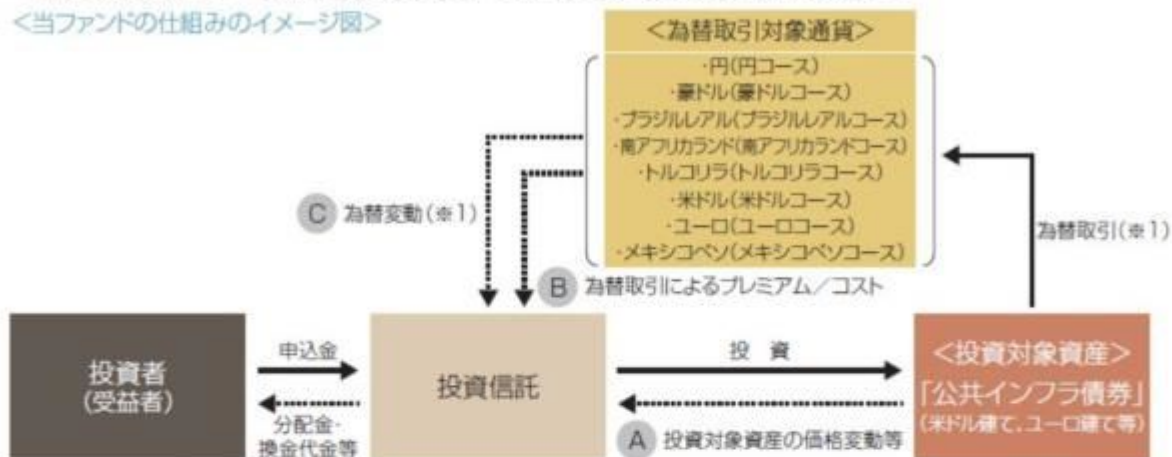 <当ファンドの仕組みのイメージ図>
<為替取引対象通貨>
・円(円コース)
・豪ドル(豪ドルコース)
・ブラジルレアル(ブラジルレアルコース)
・南アフリカランド(南アフリカランドコース)
・トルコリラ(トルコリラコース)
・米ドル(米ドルコース)
・ユーロ(ユーロコース)
・メキシコペソ(メキシコペソコース)
C 為替変動(※1)
為替取引(※1)
B 為替取引によるプレミアム/コスト
投資者
(受益者)
申込金
分配金・
換金代金等
投資信託
投 資
A 投資対象資産の価格変動等
<投資対象資産>
「公共インフラ債券」
(米ドル建て、ユーロ建て等)